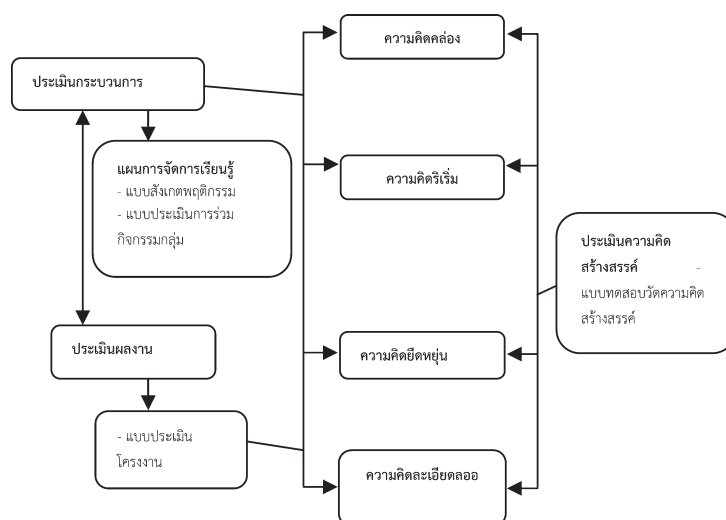 ความคิดคล่อง
ประเมินกระบวนการ
แผนการจัดการเรียนรู้
- แบบสังเกตพฤติกรรม
- แบบประเมินการร่วม
กิจกรรมกลุ่ม
ความคิดริเริ่ม
ประเมินความคิด
สร้างสรรค์ -
แบบทดสอบวัดความคิด
สร้างสรรค์
ประเมินผลงาน
ความคิดยืดหยุ่น
- แบบประเมิน
โครงงาน
ความคิดละเอียดลออ